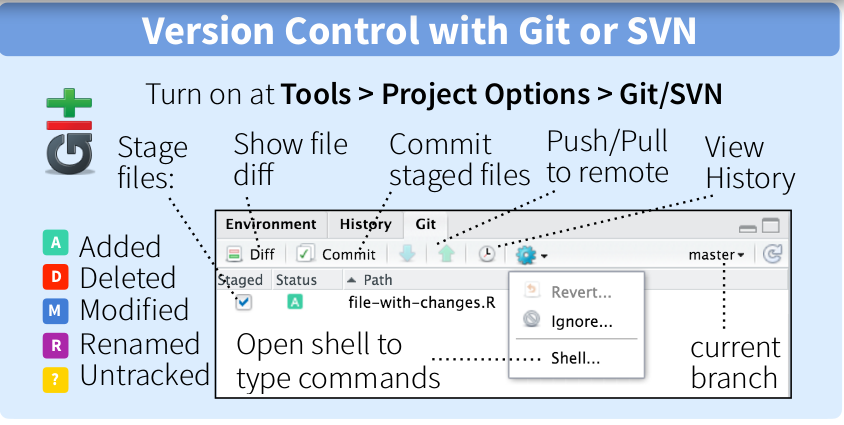 Version Control with Git or SVN
Turn on at Tools > Project Options > Git/SVN
git
Stage
files:
Show file
diff
Commit
staged files
Push/Pull
to remote
View
History
A Added
D Deleted
M Modified
R Renamed
? Untracked
Environment History Git
Diff Commit master
Staged Status Path
A file-with-changes.R
Revert...
Ignore...
Shell...
Open shell to
type commands
current
branch